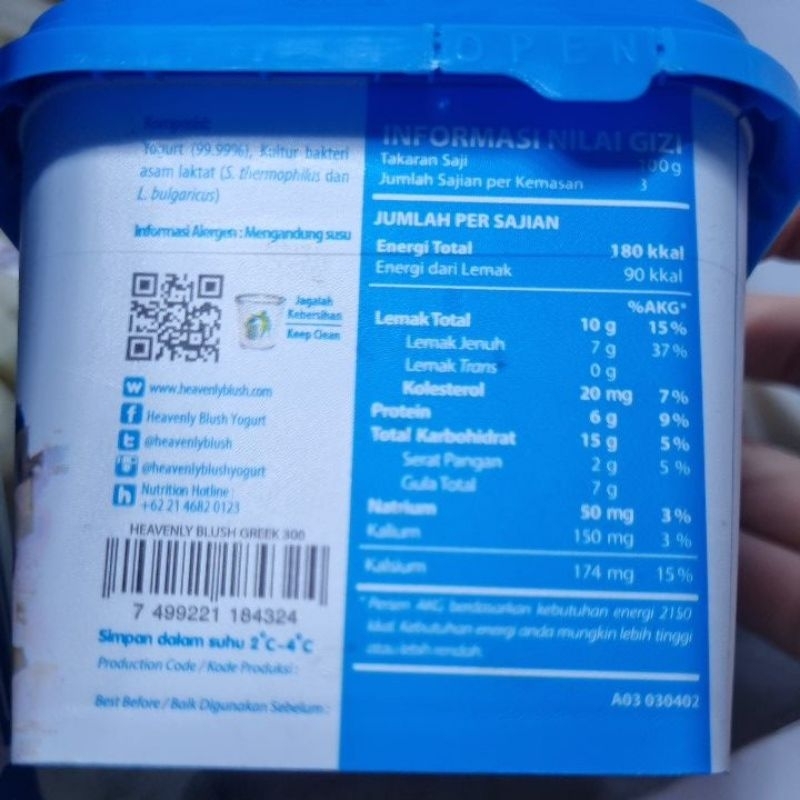 OPEN
Komposisi:
Yogurt (99.99%), Kultur bakteri
asam laktat (S. thermophilus dan
L. bulgaricus)
Informasi Alergen : Mengandung susu
Jagalah
Kebersihan
Keep Clean
www.heavenlyblush.com
Heavenly Blush Yogurt
@heavenlyblush
@heavenlyblushyogurt
Nutrition Hotline :
+62 21 4682 0123
HEAVENLY BLUSH GREEK 300
7 499221 184324
Simpan dalam suhu 2°C-4°C
Production Code / Kode Produksi :
Best Before / Baik Digunakan Sebelum :
INFORMASI NILAI GIZI
Takaran Saji 100 g
Jumlah Sajian per Kemasan 3
JUMLAH PER SAJIAN
Energi Total 180 kkal
Energi dari Lemak 90 kkal
%AKG*
Lemak Total 10 g 15%
Lemak Jenuh 7 g 37%
Lemak Trans 0 g
Kolesterol 20 mg 7%
Protein 6 g 9%
Total Karbohidrat 15 g 5%
Serat Pangan 2 g 5%
Gula Total 7 g
Natrium 50 mg 3%
Kalium 150 mg 3%
Kalsium 174 mg 15%
*Persen AKG berdasarkan kebutuhan energi 2150
kkal. Kebutuhan energi anda mungkin lebih tinggi
atau lebih rendah.
A03 030402